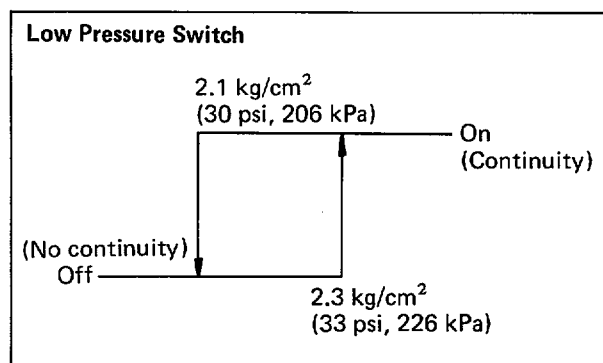 Low Pressure Switch
2.1 kg/cm²
(30 psi, 206 kPa)
On
(Continuity)
(No continuity)
Off
2.3 kg/cm²
(33 psi, 226 kPa)